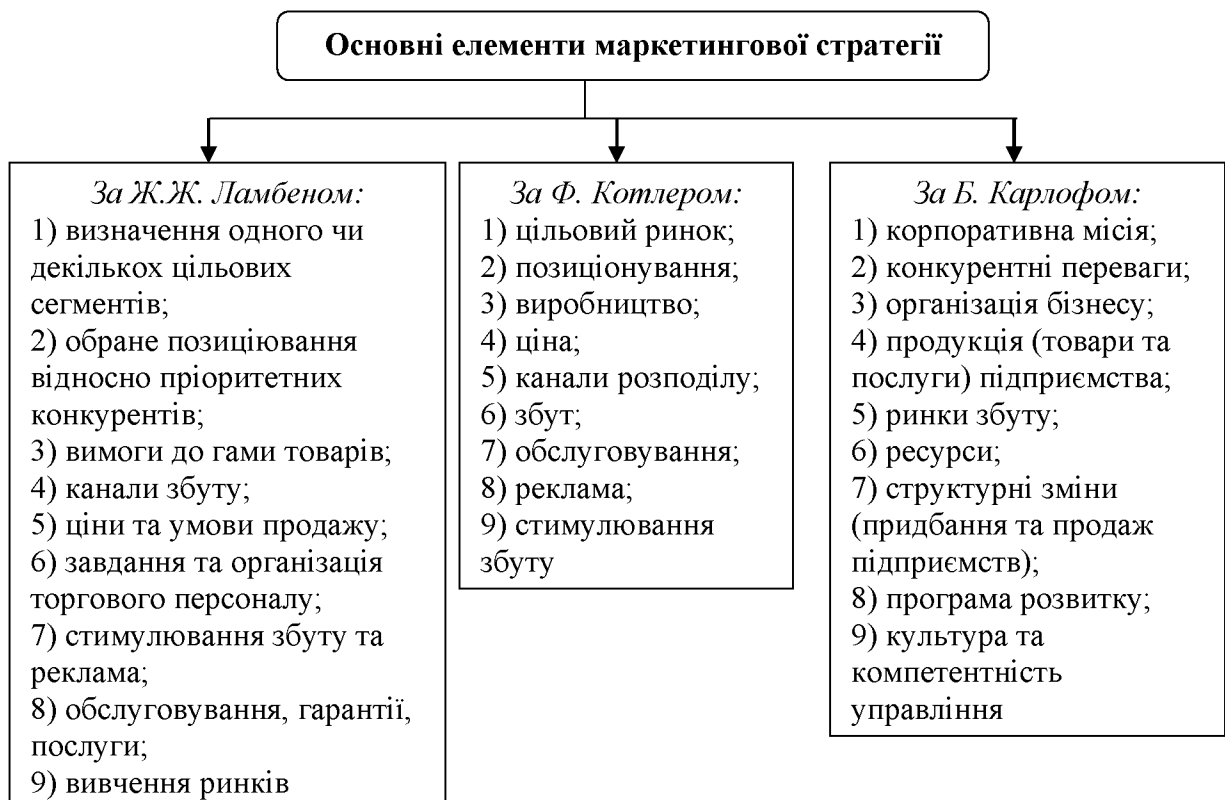 Основні елементи маркетингової стратегії
За Ж.Ж. Ламбеном:
1) визначення одного чи
декількох цільових
сегментів;
2) обране позиціювання
відносно пріоритетних
конкурентів;
3) вимоги до гами товарів;
4) канали збуту;
5) ціни та умови продажу;
6) завдання та організація
торгового персоналу;
7) стимулювання збуту та
реклама;
8) обслуговування, гарантії,
послуги;
9) вивчення ринків
За Ф. Котлером:
1) цільовий ринок;
2) позиціонування;
3) виробництво;
4) ціна;
5) канали розподілу;
6) збут;
7) обслуговування;
8) реклама;
9) стимулювання
збуту
За Б. Карлофом:
1) корпоративна місія;
2) конкурентні переваги;
3) організація бізнесу;
4) продукція (товари та
послуги) підприємства;
5) ринки збуту;
6) ресурси;
7) структурні зміни
(придбання та продаж
підприємств);
8) програма розвитку;
9) культура та
компетентність
управління